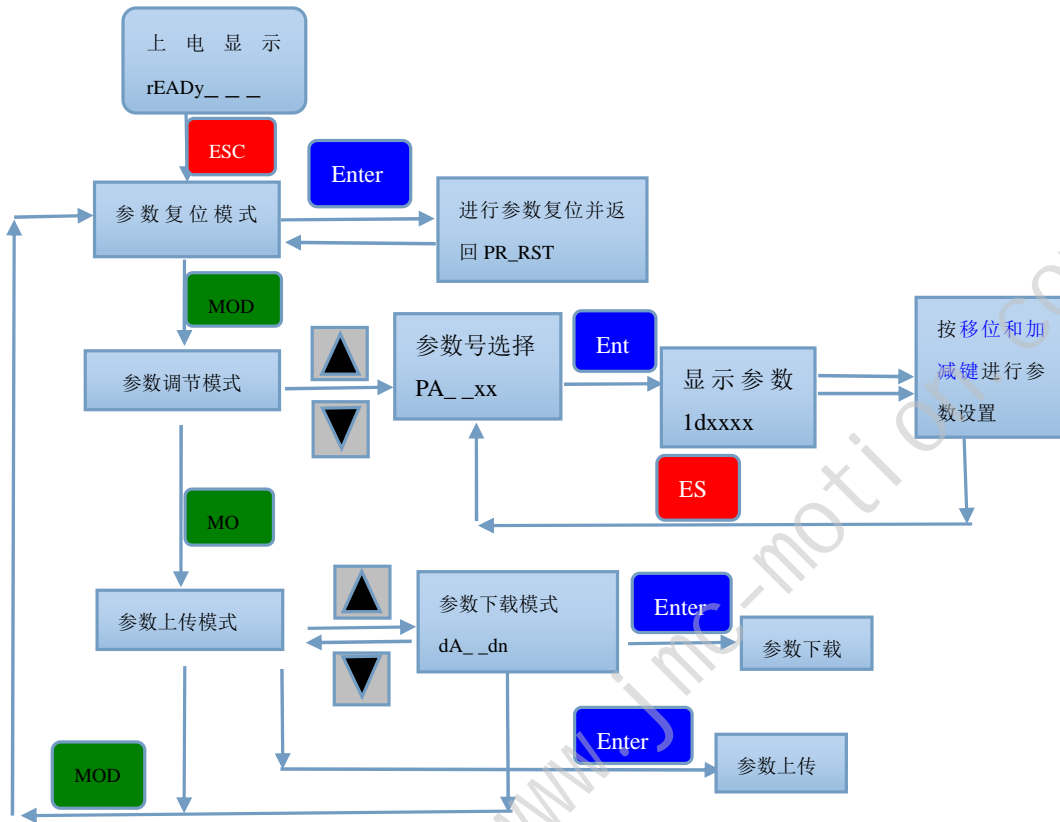 上电显示
rEADy_ _ _
ESC
Enter
参数复位模式
进行参数复位并返
回 PR_RST
MOD
参数号选择
PA_ _xx
Ent
按移位和加
减键进行参
数设置
参数调节模式
显示参数
1dxxxx
ES
MO
参数上传模式
参数下载模式
dA_ _dn
Enter
参数下载
Enter
参数上传
MOD
www.jmc-motion.co